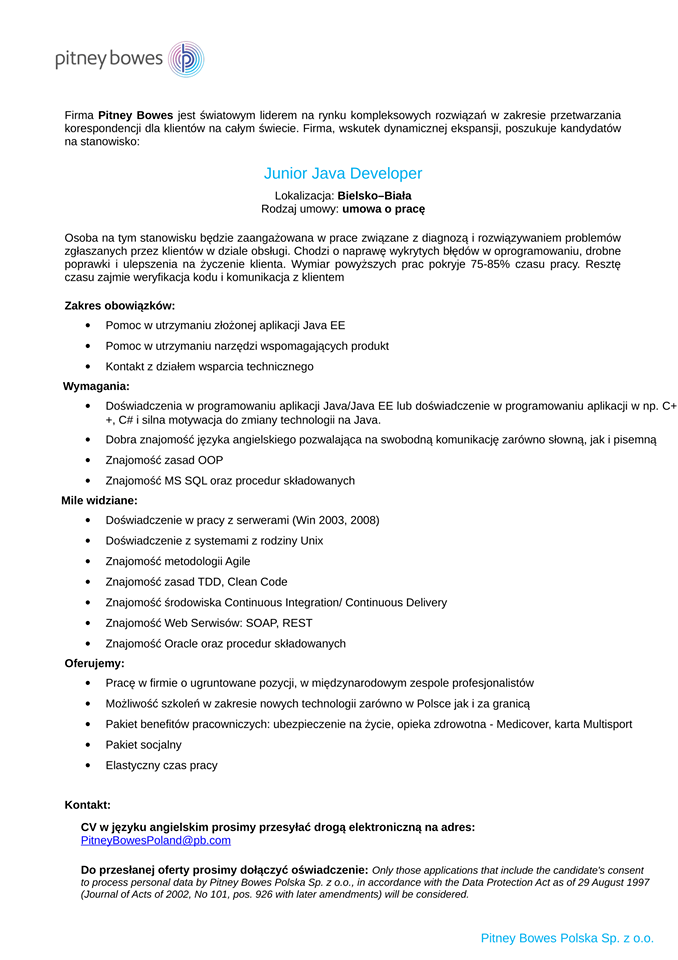 pitney bowes
Firma Pitney Bowes jest światowym liderem na rynku kompleksowych rozwiązań w zakresie przetwarzania
korespondencji dla klientów na całym świecie. Firma, wskutek dynamicznej ekspansji, poszukuje kandydatów
na stanowisko:
Junior Java Developer
Lokalizacja: Bielsko–Biała
Rodzaj umowy: umowa o pracę
Osoba na tym stanowisku będzie zaangażowana w prace związane z diagnozą i rozwiązywaniem problemów
zgłaszanych przez klientów w dziale obsługi. Chodzi o naprawę wykrytych błędów w oprogramowaniu, drobne
poprawki i ulepszenia na życzenie klienta. Wymiar powyższych prac pokryje 75-85% czasu pracy. Resztę
czasu zajmie weryfikacja kodu i komunikacja z klientem
Zakres obowiązków:
• Pomoc w utrzymaniu złożonej aplikacji Java EE
• Pomoc w utrzymaniu narzędzi wspomagających produkt
• Kontakt z działem wsparcia technicznego
Wymagania:
• Doświadczenia w programowaniu aplikacji Java/Java EE lub doświadczenie w programowaniu aplikacji w np. C+
+, C# i silna motywacja do zmiany technologii na Java.
• Dobra znajomość języka angielskiego pozwalająca na swobodną komunikację zarówno słowną, jak i pisemną
• Znajomość zasad OOP
• Znajomość MS SQL oraz procedur składowanych
Mile widziane:
• Doświadczenie w pracy z serwerami (Win 2003, 2008)
• Doświadczenie z systemami z rodziny Unix
• Znajomość metodologii Agile
• Znajomość zasad TDD, Clean Code
• Znajomość środowiska Continuous Integration/ Continuous Delivery
• Znajomość Web Serwisów: SOAP, REST
• Znajomość Oracle oraz procedur składowanych
Oferujemy:
• Pracę w firmie o ugruntowane pozycji, w międzynarodowym zespole profesjonalistów
• Możliwość szkoleń w zakresie nowych technologii zarówno w Polsce jak i za granicą
• Pakiet benefitów pracowniczych: ubezpieczenie na życie, opieka zdrowotna - Medicover, karta Multisport
• Pakiet socjalny
• Elastyczny czas pracy
Kontakt:
CV w języku angielskim prosimy przesyłać drogą elektroniczną na adres:
PitneyBowesPoland@pb.com
Do przesłanej oferty prosimy dołączyć oświadczenie: Only those applications that include the candidate's consent
to process personal data by Pitney Bowes Polska Sp. z o.o., in accordance with the Data Protection Act as of 29 August 1997
(Journal of Acts of 2002, No 101, pos. 926 with later amendments) will be considered.
Pitney Bowes Polska Sp. z o.o.